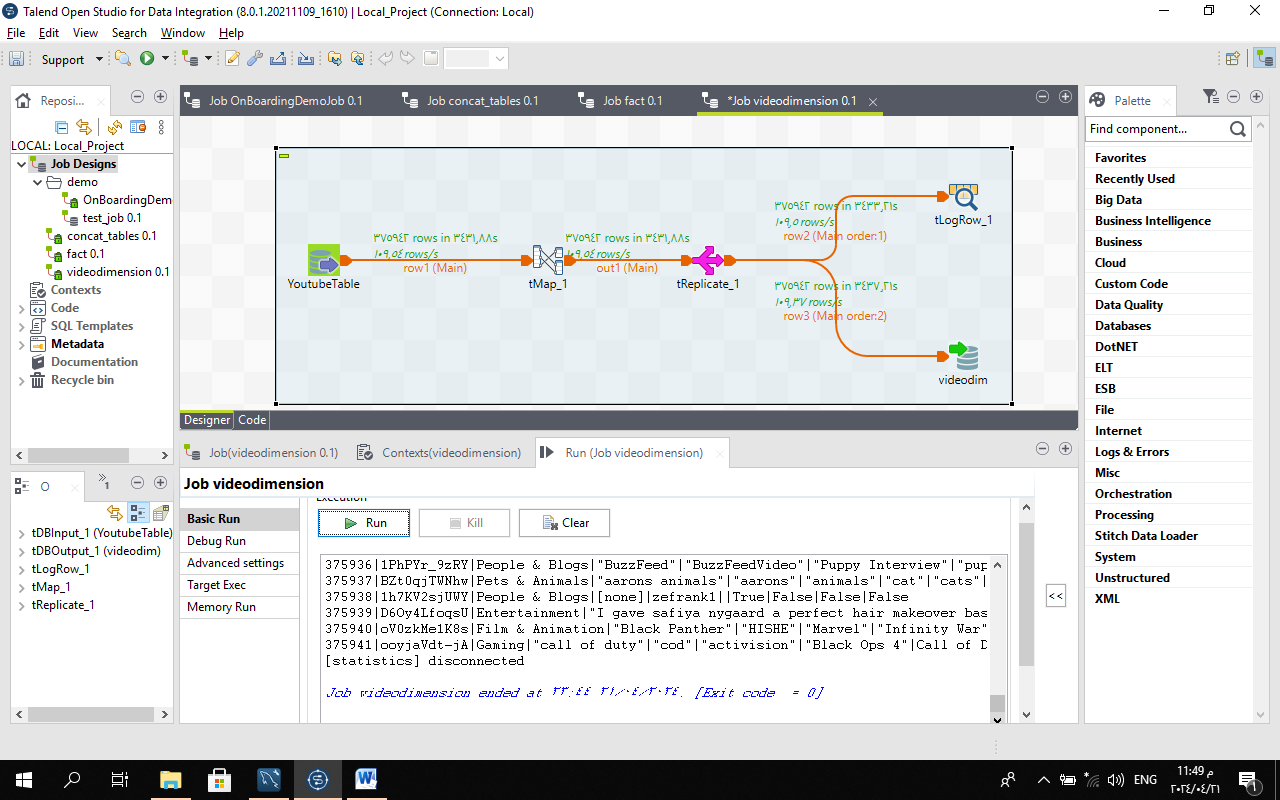 Talend Open Studio for Data Integration (8.0.1.20211109_1610) | Local_Project (Connection: Local)
File Edit View Search Window Help
Support
Reposi...
LOCAL: Local_Project
Job Designs
demo
OnBoardingDem
test_job 0.1
concat_tables 0.1
fact 0.1
videodimension 0.1
Contexts
Code
SQL Templates
Metadata
Documentation
Recycle bin
O
1
tDBInput_1 (YoutubeTable)
tDBOutput_1 (videodim)
tLogRow_1
tMap_1
tReplicate_1
Job OnBoardingDemoJob 0.1
Job concat_tables 0.1
Job fact 0.1
*Job videodimension 0.1
٣٧٥٩٤٢ rows in ٣٤٣١,٨٨s
١٠٩,٥٤ rows/s
row1 (Main)
٣٧٥٩٤٢ rows in ٣٤٣١,٨٨s
١٠٩,٥٤ rows/s
out1 (Main)
٣٧٥٩٤٢ rows in ٣٤٣٣,٢١s
١٠٩,٥ rows/s
row2 (Main order:1)
٣٧٥٩٤٢ rows in ٣٤٣٧,٢١s
١٠٩,٣٧ rows/s
row3 (Main order:2)
YoutubeTable
tMap_1
tReplicate_1
tLogRow_1
videodim
Designer Code
Job(videodimension 0.1)
Contexts(videodimension)
Run (Job videodimension)
Job videodimension
Basic Run
Debug Run
Advanced settings
Target Exec
Memory Run
Execution
Run
Kill
Clear
375936|1PhPYr_9zRY|People & Blogs|"BuzzFeed"|"BuzzFeedVideo"|"Puppy Interview"|"pup
375937|BZt0qjTWNhw|Pets & Animals|"aarons animals"|"aarons"|"animals"|"cat"|"cats"|
375938|1h7KV2sjUWY|People & Blogs|[none]|zefrank1||True|False|False|False
375939|D6Oy4LfoqsU|Entertainment|"I gave safiya nygaard a perfect hair makeover bas
375940|oV0zkMe1K8s|Film & Animation|"Black Panther"|"HISHE"|"Marvel"|"Infinity War"
375941|ooyjaVdt-jA|Gaming|"call of duty"|"cod"|"activision"|"Black Ops 4"|Call of D
[statistics] disconnected
Job videodimension ended at ٢٣:٤٤ ٢١/٠٤/٢٠٢٤. [Exit code = 0]
<<
Palette
Find component...
Favorites
Recently Used
Big Data
Business Intelligence
Business
Cloud
Custom Code
Data Quality
Databases
DotNET
ELT
ESB
File
Internet
Logs & Errors
Misc
Orchestration
Processing
Stitch Data Loader
System
Unstructured
XML
ENG
11:49 م
٢٠٢٤/٠٤/٢١
1